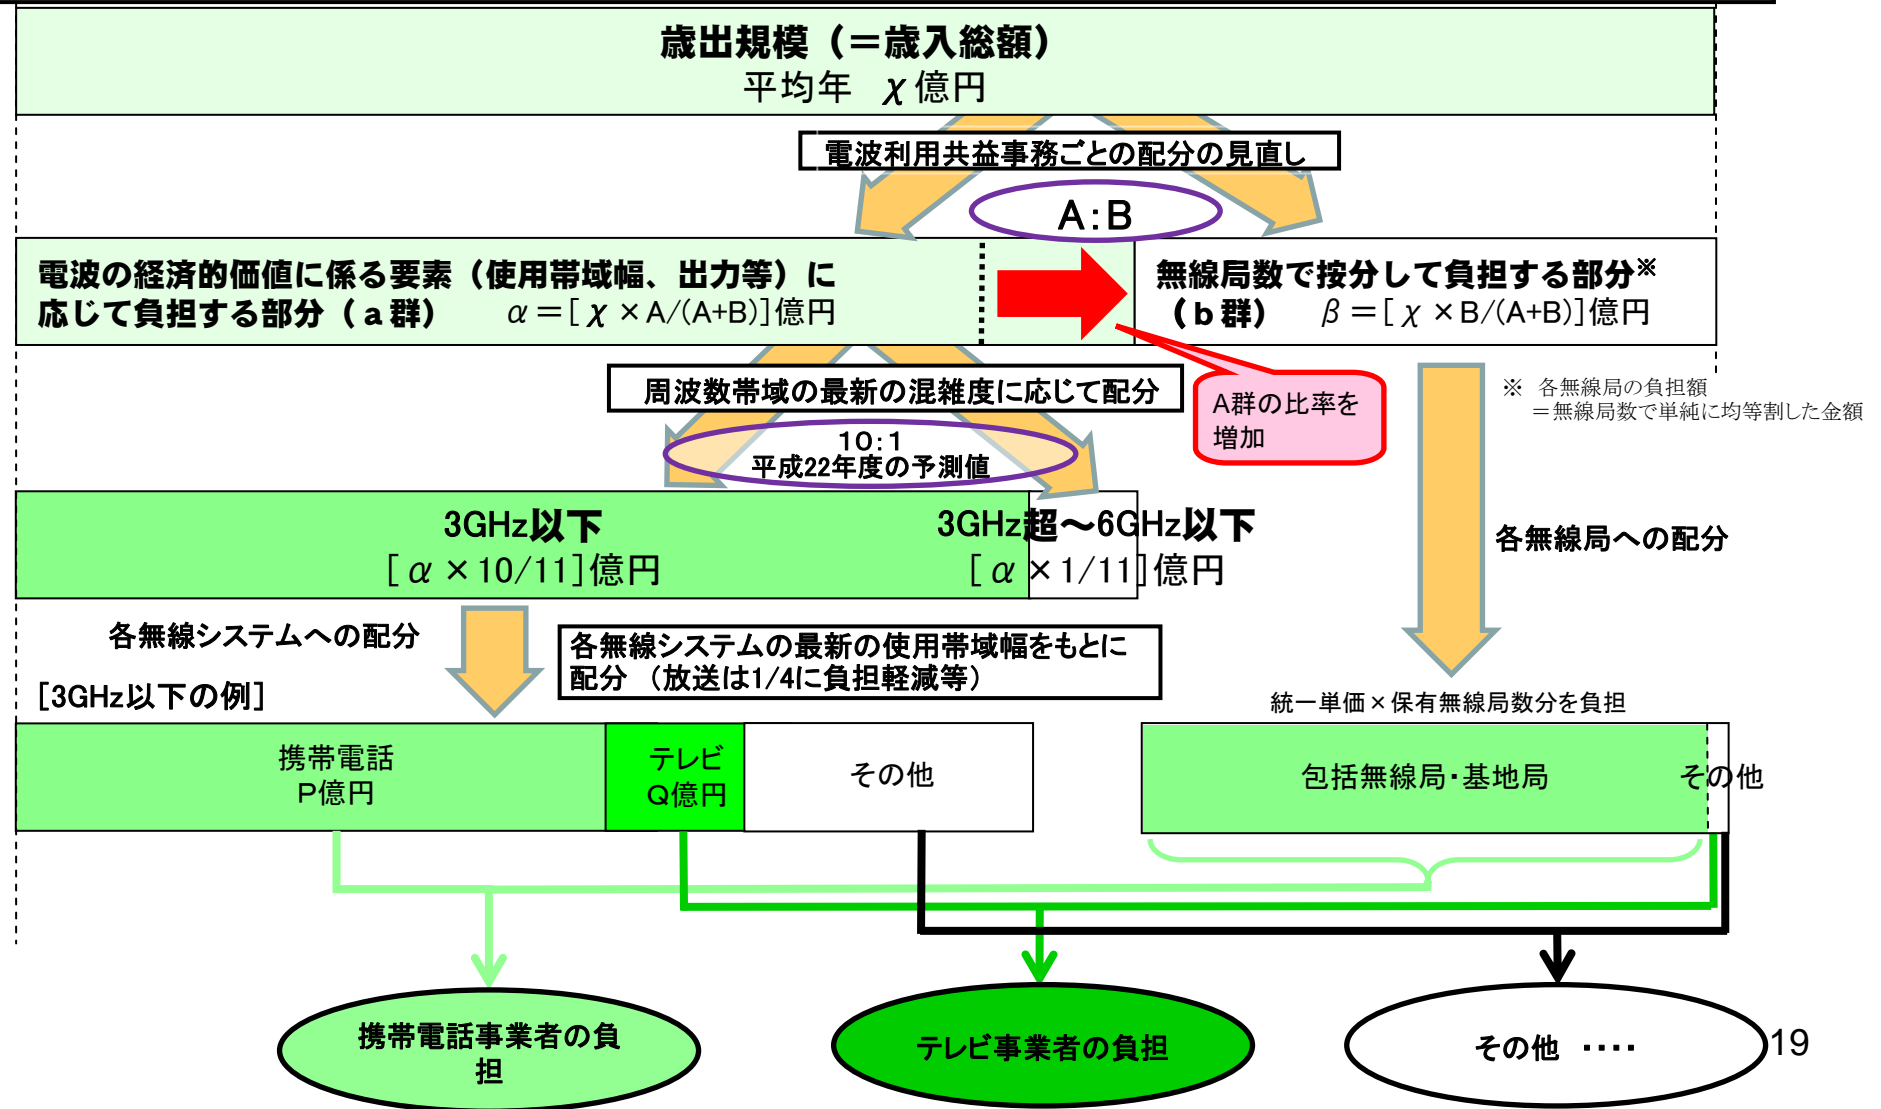 歳出規模（＝歳入総額）
平均年　χ億円
電波利用共益事務ごとの配分の見直し
A：B
電波の経済的価値に係る要素（使用帯域幅、出力等）に
応じて負担する部分（ａ群）　α＝[χ×A/(A+B)]億円
無線局数で按分して負担する部分※
（ｂ群）　β＝[χ×B/(A+B)]億円
周波数帯域の最新の混雑度に応じて配分
A群の比率を
増加
※　各無線局の負担額
＝無線局数で単純に均等割した金額
10：1
平成22年度の予測値
3GHz以下
[α×10/11]億円
3GHz超～6GHz以下
[α×1/11]億円
各無線局への配分
各無線システムへの配分
各無線システムの最新の使用帯域幅をもとに
配分　（放送は1/4に負担軽減等）
[3GHz以下の例]
統一単価×保有無線局数分を負担
携帯電話
P億円
テレビ
Q億円
その他
包括無線局・基地局
その他
携帯電話事業者の負
担
テレビ事業者の負担
その他　‥‥
19